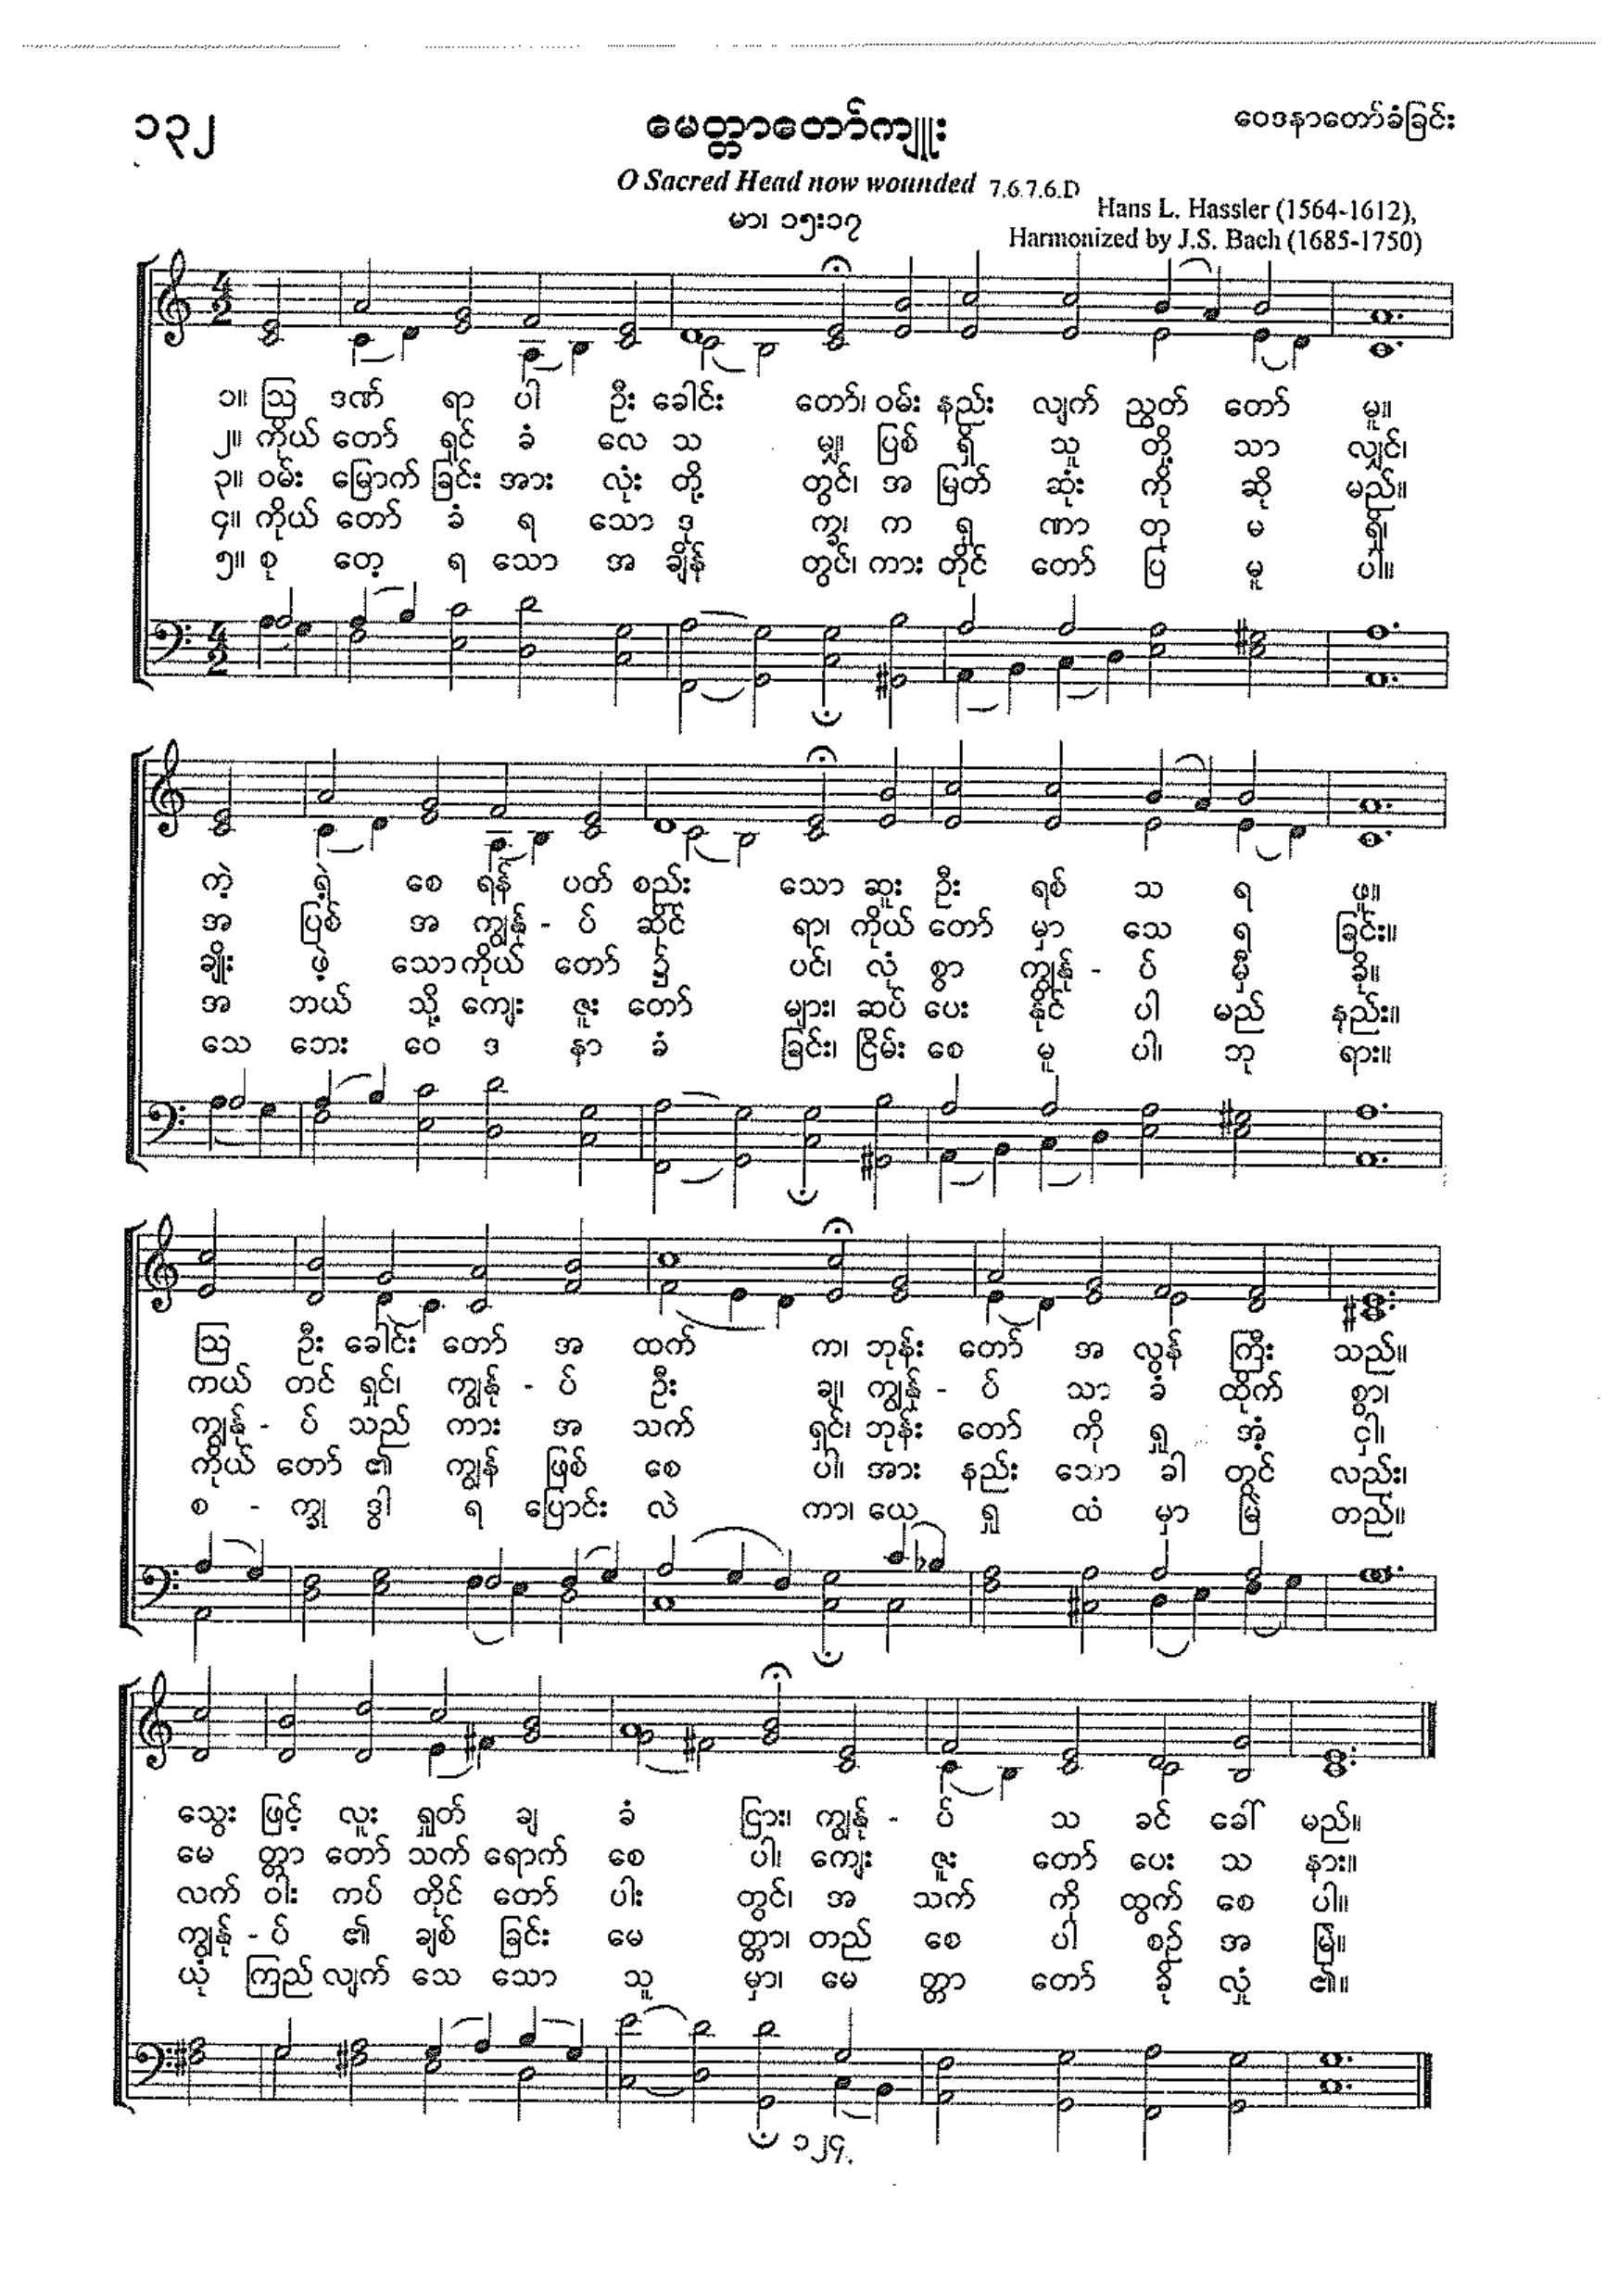 ၁၃၂
မေတ္တာတော်ကျူး
ဝေဒနာတော်ခံခြင်း
O Sacred Head now wounded 7.6.7.6.D
မာ၊ ၁၅း၁၇
Hans L. Hassler (1564-1612),
Harmonized by J.S. Bach (1685-1750)
၁။ ဩ ဒဏ် ရာ ပါ ဦး ခေါင်း တော်၊ ဝမ်း နည်း လျက် ညွှတ် တော် မူ။
၂။ ကိုယ် တော် ရှင် ခံ လေ သ မျှ။ ပြစ် ရှိ သူ တို့ သာ လျှင်၊
၃။ ဝမ်း မြောက် ခြင်း အား လုံး တို့ တွင်၊ အ မြတ် ဆုံး ကို ဆို မည်။
၄။ ကိုယ် တော် ခံ ရ သော ဒု က္ခ၊ က ရု ဏာ တု မ ရှိ၊
၅။ စု တေ့ ရ သော အ ချိန် တွင်၊ ကား တိုင် တော် ပြ မူ ပါ။
ကဲ့ ရဲ့ စေ ရန် ပတ် စည်း သော ဆူး ဦး ရစ် သ ရ ဖူ။
အ ပြစ် အ ကျွန်ု- ပ် ဆိုင် ရာ၊ ကိုယ် တော် မှာ သေ ရ ခြင်း။
ချိုး ဖဲ့ သော ကိုယ် တော် ၌ ပင်၊ လုံ စွာ ကျွန်ုပ် - ပ် မှီ ခို။
အ ဘယ် သို့ ကျေး ဇူး တော် များ၊ ဆပ် ပေး နိုင် ပါ မည် နည်း။
သေ ဘေး ဝေ ဒ နာ ခံ ခြင်း၊ ငြိမ်း စေ မူ ပါ၊ ဘု ရား။
ဩ ဦး ခေါင်း တော် အ ထက် က၊ ဘုန်း တော် အ လွန် ကြီး သည်။
ကယ် တင် ရှင်၊ ကျွန်ု - ပ် ဦး ချ၊ ကျွန်ု - ပ် သာ ခံ ထိုက် စွာ၊
ကျွန်ု - ပ် သည် ကား အ သက် ရှင်၊ ဘုန်း တော် ကို ရှု အံ့ ငှါ၊
ကိုယ် တော် ၏ ကျွန် ဖြစ် စေ ပါ၊ အား နည်း သော ခါ တွင် လည်း၊
စ - က္ခု ဒွါ ရ ပြောင်း လဲ ကာ၊ ယေ ရှု ထံ မှာ မြဲ တည်။
သွေး ဖြင့် လူး ရှုတ် ချ ခံ ငြား၊ ကျွန်ု - ပ် သ ခင် ခေါ် မည်။
မေ တ္တာ တော် သက် ရောက် စေ ပါ၊ ကျေး ဇူး တော် ပေး သ နား။
လက် ဝါး ကပ် တိုင် တော် ပါး တွင်၊ အ သက် ကို ထွက် စေ ပါ။
ကျွန်ု - ပ် ၏ ချစ် ခြင်း မေ တ္တာ၊ တည် စေ ပါ စဉ် အ မြဲ။
ယုံ ကြည် လျက် သေ သော သူ မှာ၊ မေ တ္တာ တော် ခို လှုံ ၏။
၁၂၄